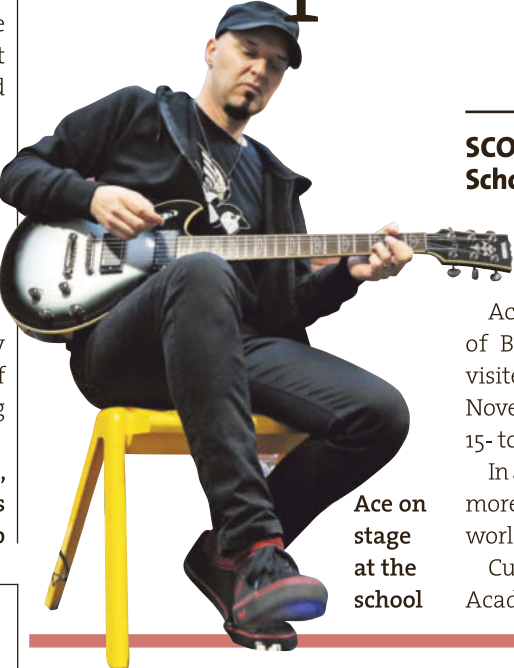 SCO
Scho
Ac
of B
visite
Nove
15- to
In
more
worl
Cu
Acad
Ace on
stage
at the
school